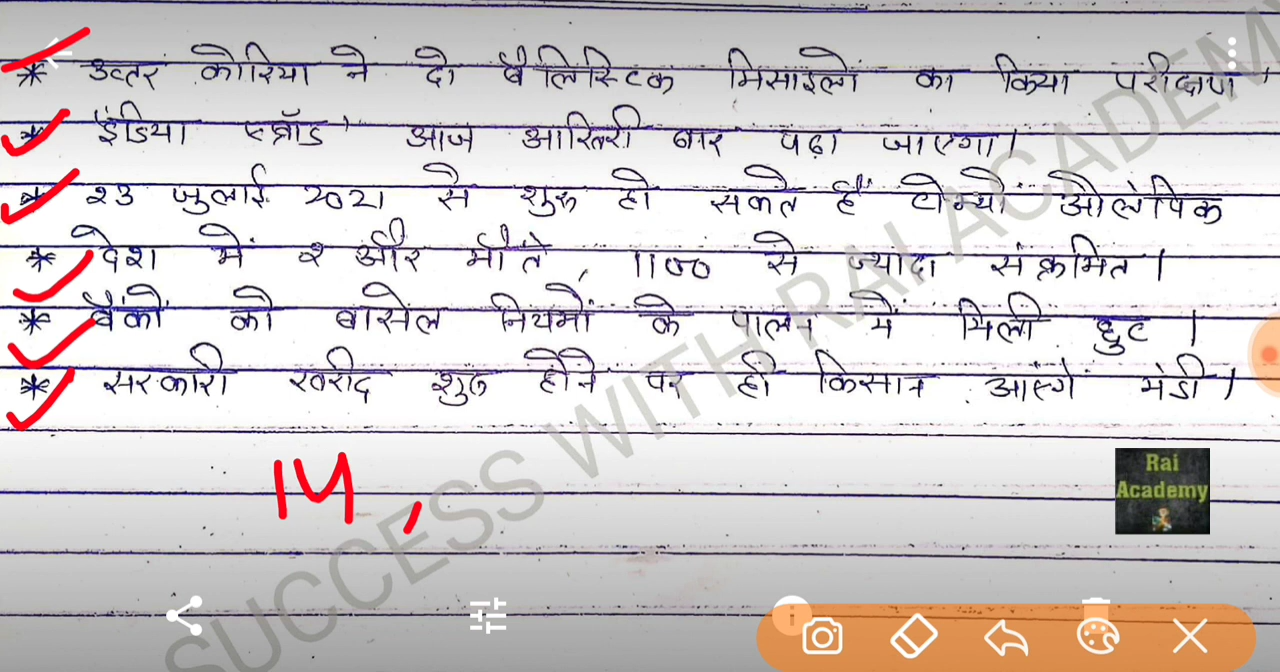 * उत्तर कोरिया ने दो बैलिस्टिक मिसाइलों का किया परीक्षण।
* 'इंडिया एब्रॉड' आज आखिरी बार पढ़ा जाएगा।
* 23 जुलाई 2021 से शुरू हो सकते हैं टोक्यो ओलंपिक
* देश में 2 और मौतें, 1100 से ज्यादा संक्रमित।
* बैंकों को बासेल नियमों के पालन में मिली छुट।
* सरकारी खरीद शुरू होने पर ही किसान आएंगे मंडी।
14,
Rai
Academy
SUCCESS WITH RAI ACADEMY